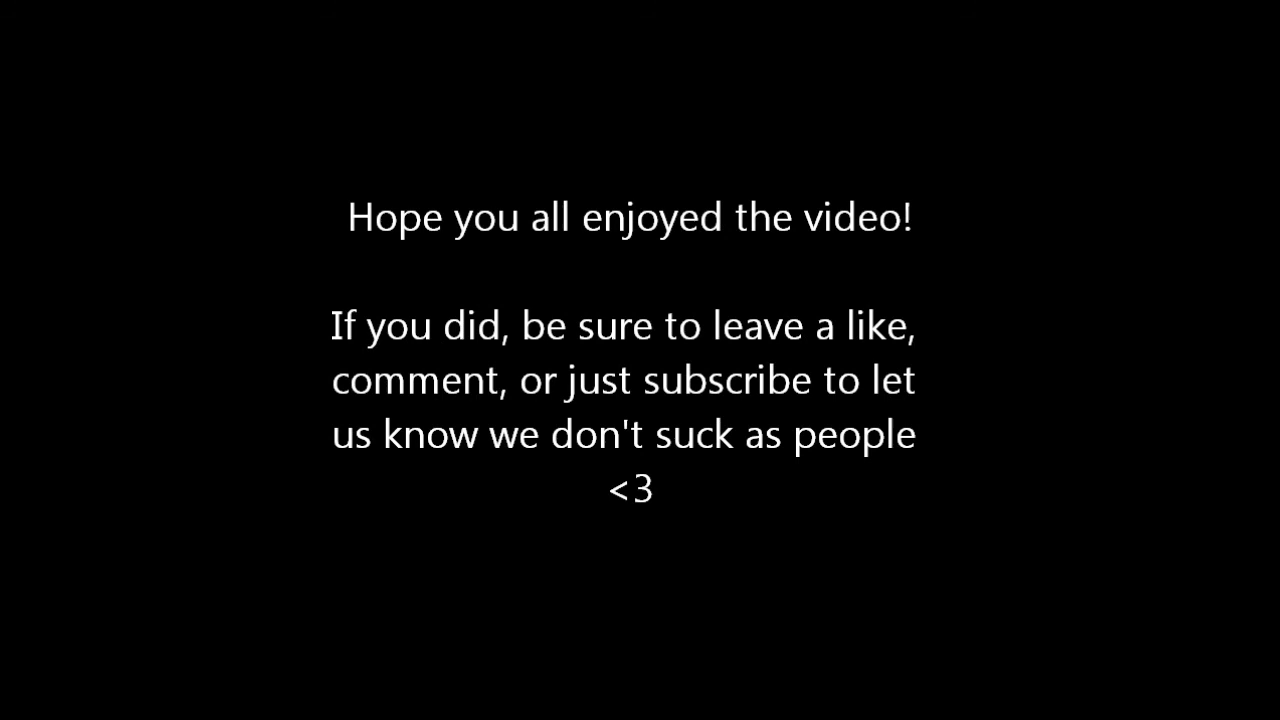 Hope you all enjoyed the video!
If you did, be sure to leave a like,
comment, or just subscribe to let
us know we don't suck as people
<3